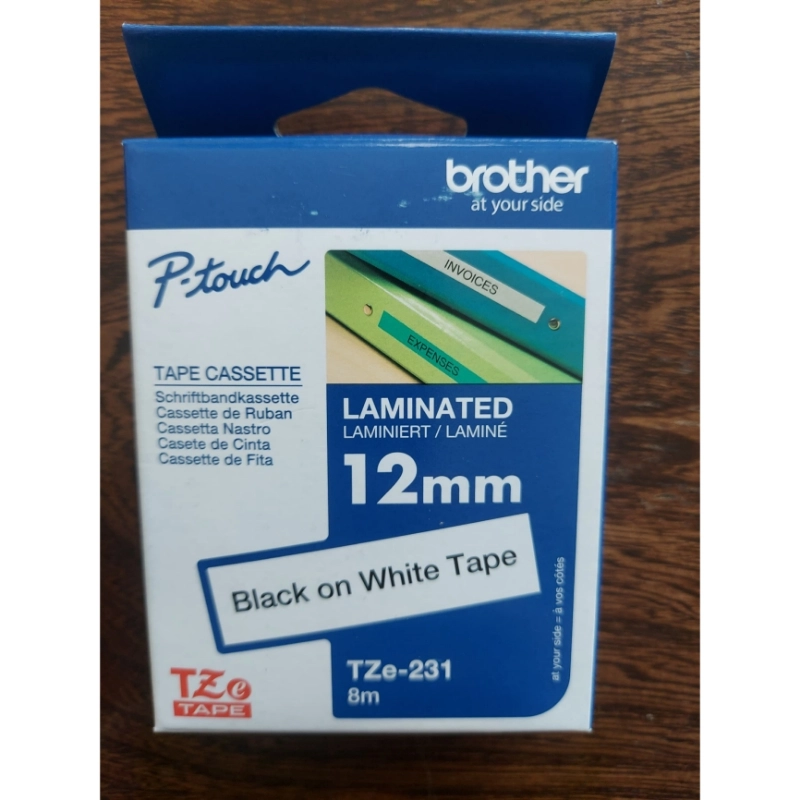 brother
at your side
P-touch
INVOICES
EXPENSES
TAPE CASSETTE
Schriftbandkassette
Cassette de Ruban
Cassetta Nastro
Casete de Cinta
Cassette de Fita
LAMINATED
LAMINIERT / LAMINÉ
12mm
Black on White Tape
TZe-231
8m
at your side = à vos côtés
TZe
TAPE